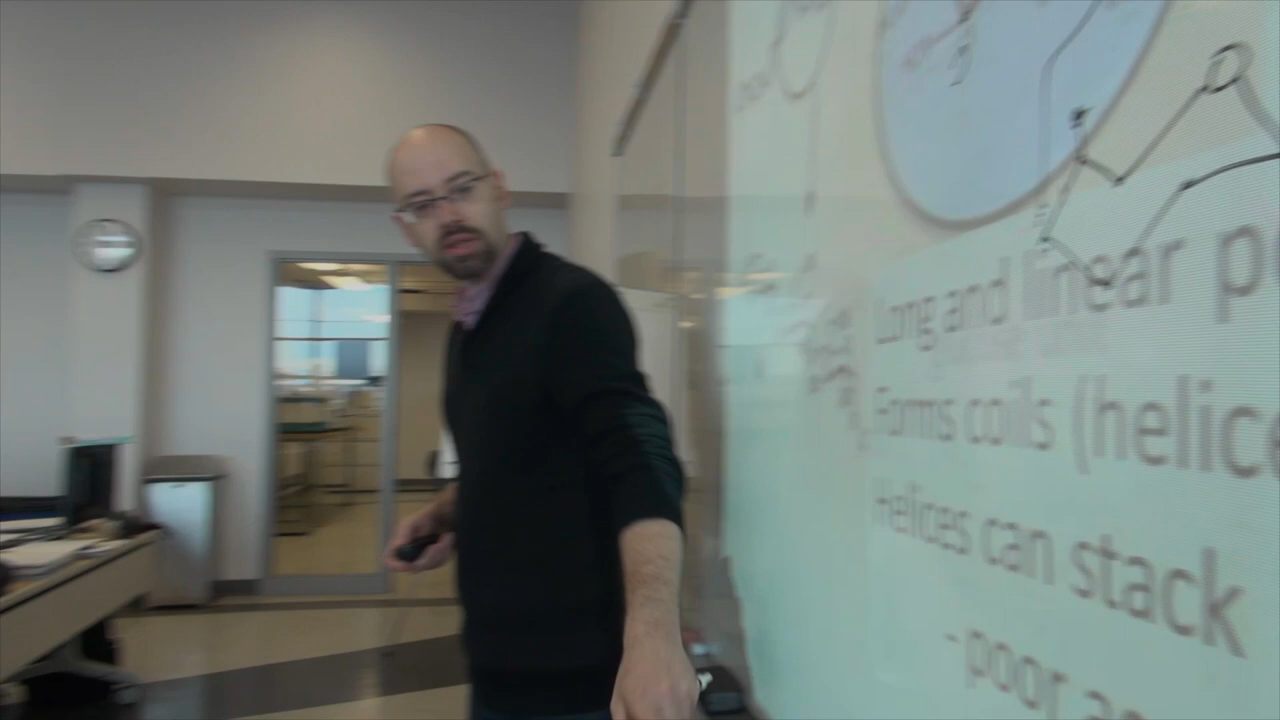 Long and linear p
Forms coils (helice
Helices can stack
-poor a